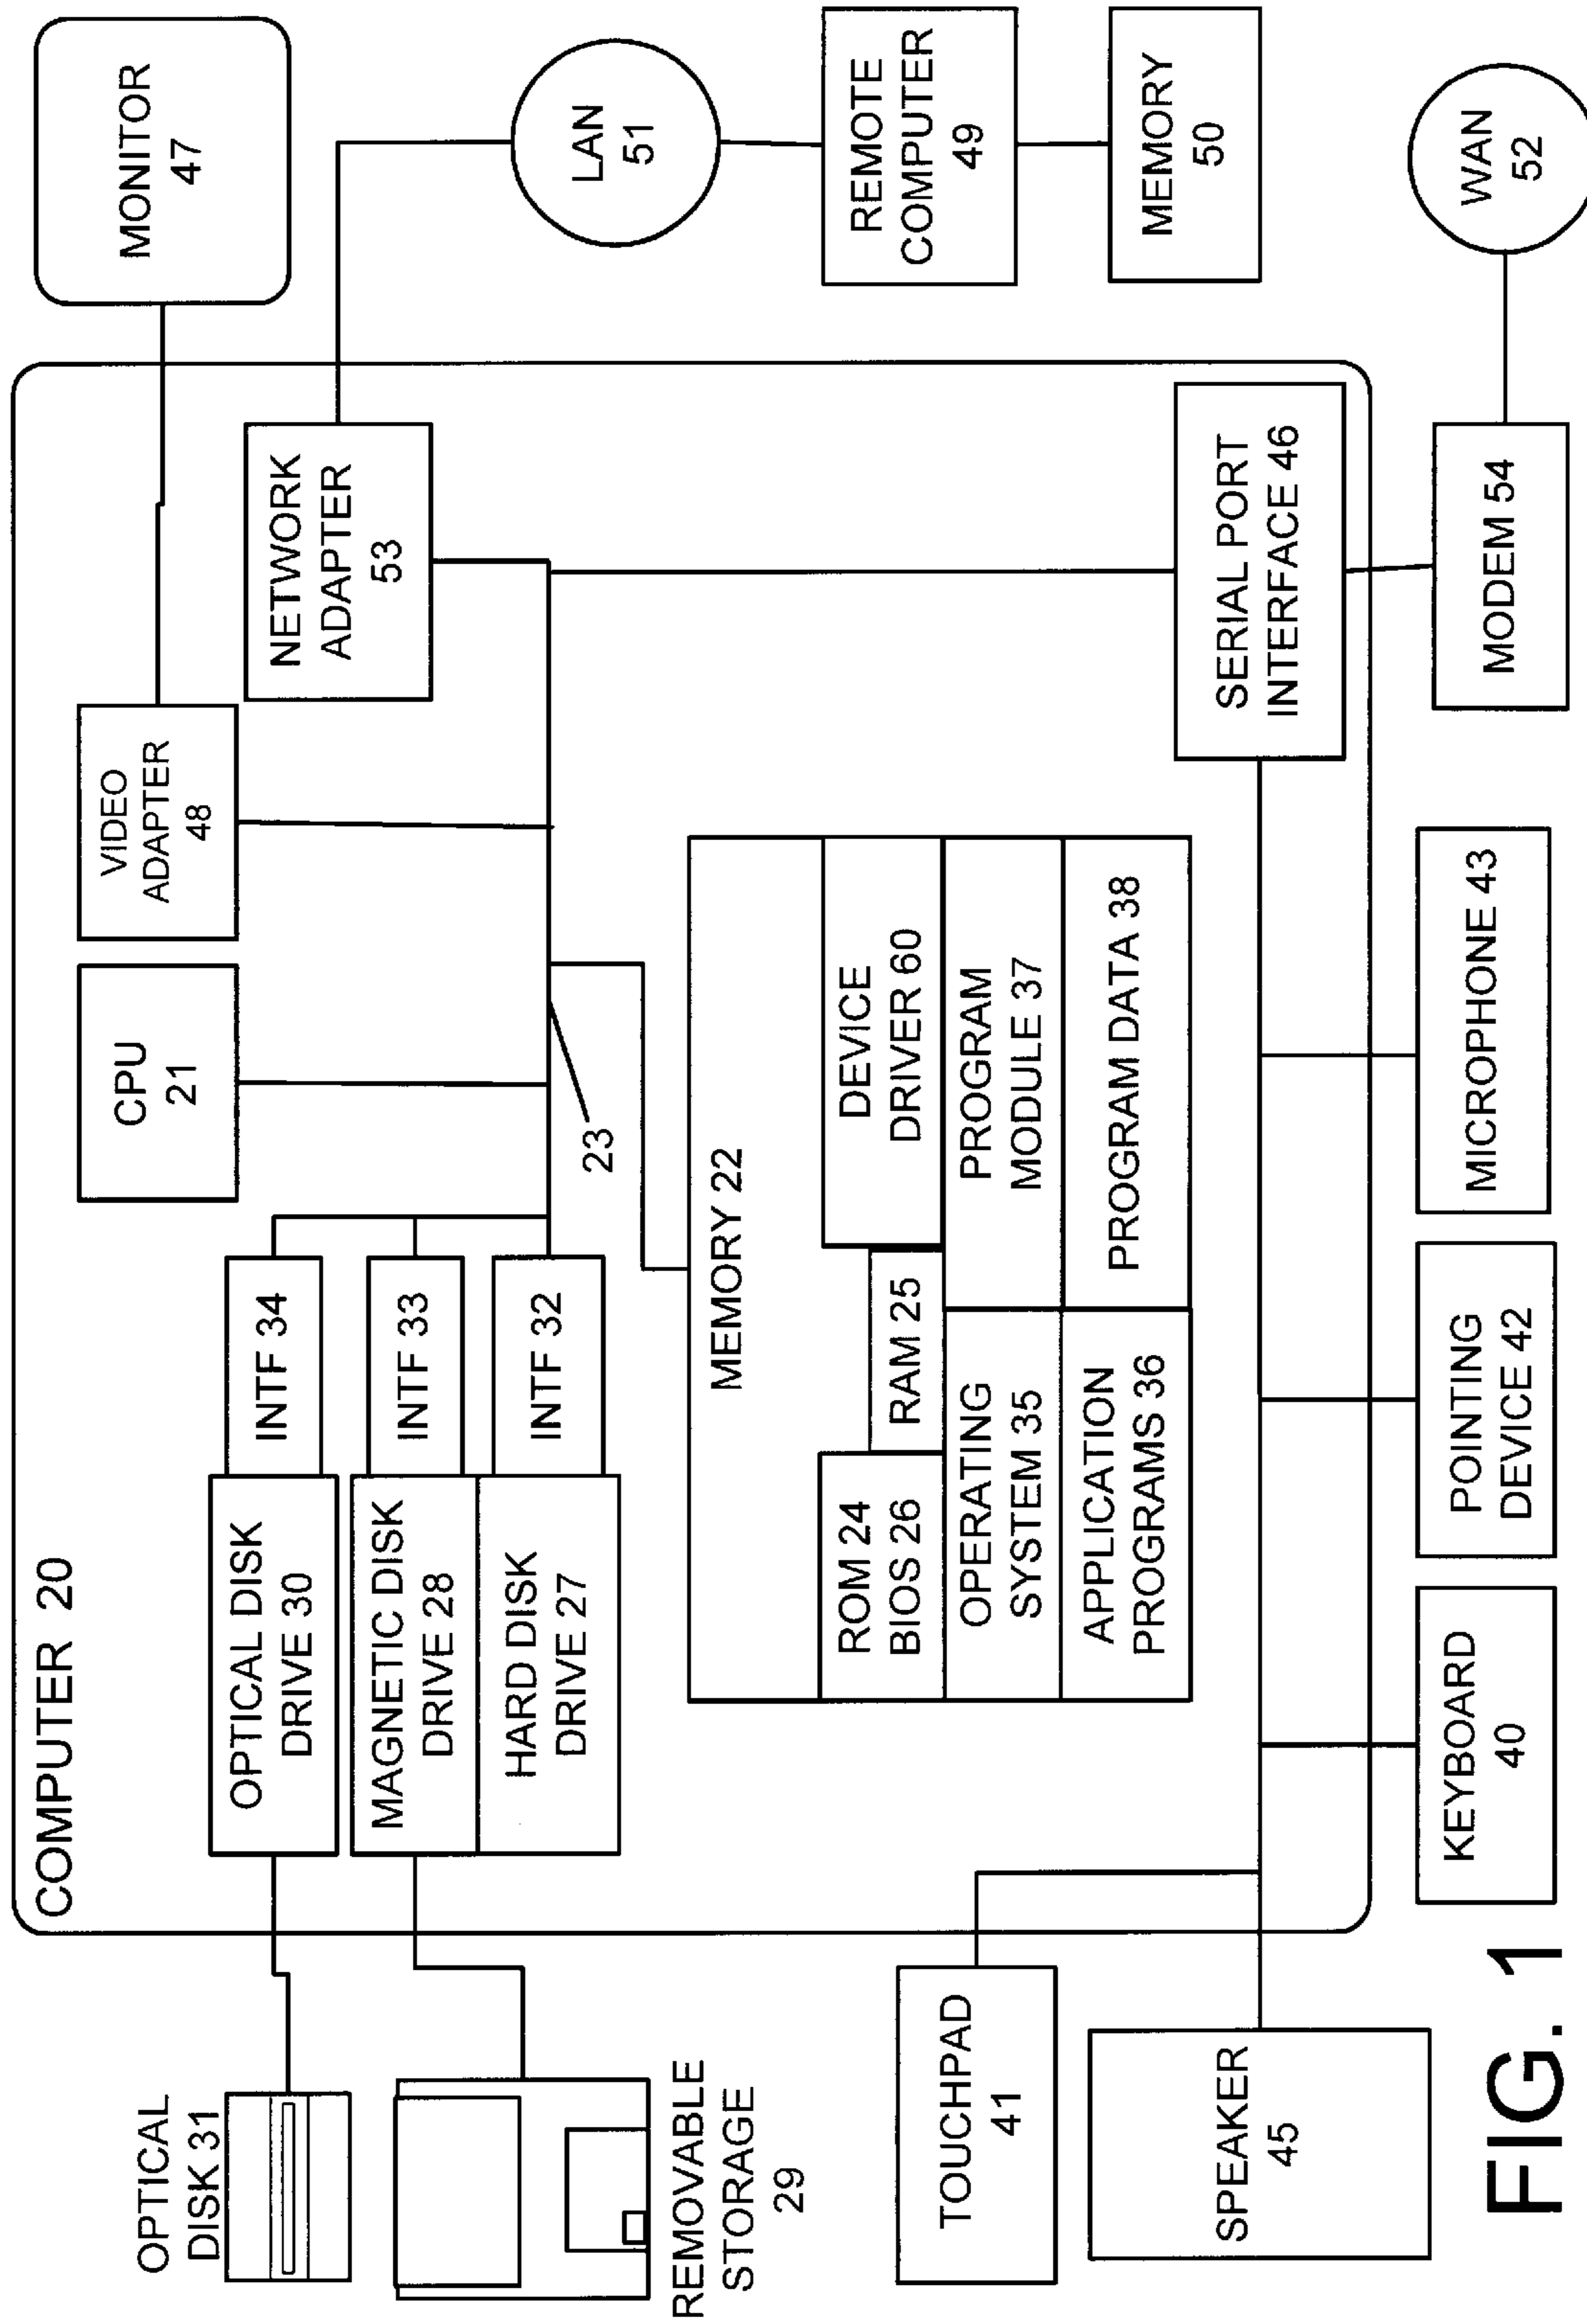 COMPUTER 20
MONITOR
47
OPTICAL
DISK 31
OPTICAL DISK
DRIVE 30
INTF 34
CPU
21
VIDEO
ADAPTER
48
NETWORK
ADAPTER
53
MAGNETIC DISK
DRIVE 28
INTF 33
HARD DISK
DRIVE 27
INTF 32
23
REMOVABLE
STORAGE
29
LAN
51
MEMORY 22
ROM 24
BIOS 26
RAM 25
DEVICE
DRIVER 60
OPERATING
SYSTEM 35
PROGRAM
MODULE 37
APPLICATION
PROGRAMS 36
PROGRAM DATA 38
REMOTE
COMPUTER
49
MEMORY
50
TOUCHPAD
41
SPEAKER
45
SERIAL PORT
INTERFACE 46
KEYBOARD
40
POINTING
DEVICE 42
MICROPHONE 43
MODEM 54
WAN
52
FIG. 1